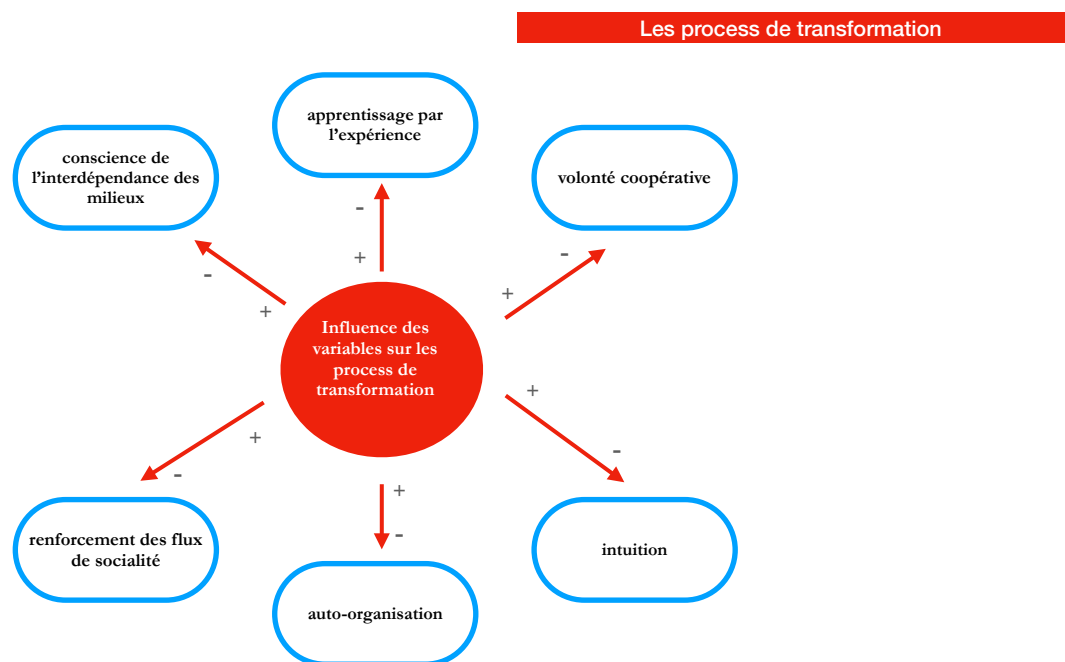 Les process de transformation
apprentissage par
l'expérience
conscience de
l'interdépendance des
milieux
volonté coopérative
-
+
-
+
-
+
Influence des
variables sur les
process de
transformation
+
-
+
-
+
-
renforcement des flux
de socialité
intuition
auto-organisation